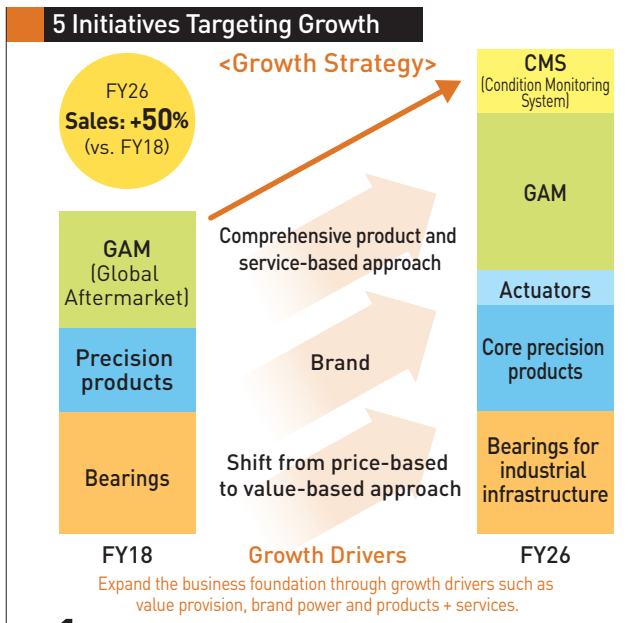 5 Initiatives Targeting Growth
<Growth Strategy>
FY26
Sales: +50%
(vs. FY18)
CMS
(Condition Monitoring
System)
GAM
GAM
(Global
Aftermarket)
Comprehensive product and
service-based approach
Actuators
Precision
products
Brand
Core precision
products
Bearings
Shift from price-based
to value-based approach
Bearings for
industrial
infrastructure
FY18
Growth Drivers
FY26
Expand the business foundation through growth drivers such as
value provision, brand power and products + services.